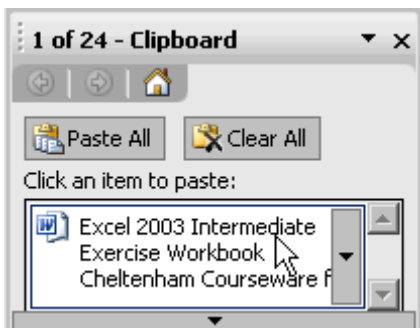 1 of 24 - Clipboard
Paste All Clear All
Click an item to paste:
Excel 2003 Intermediate
Exercise Workbook
Cheltenham Courseware f